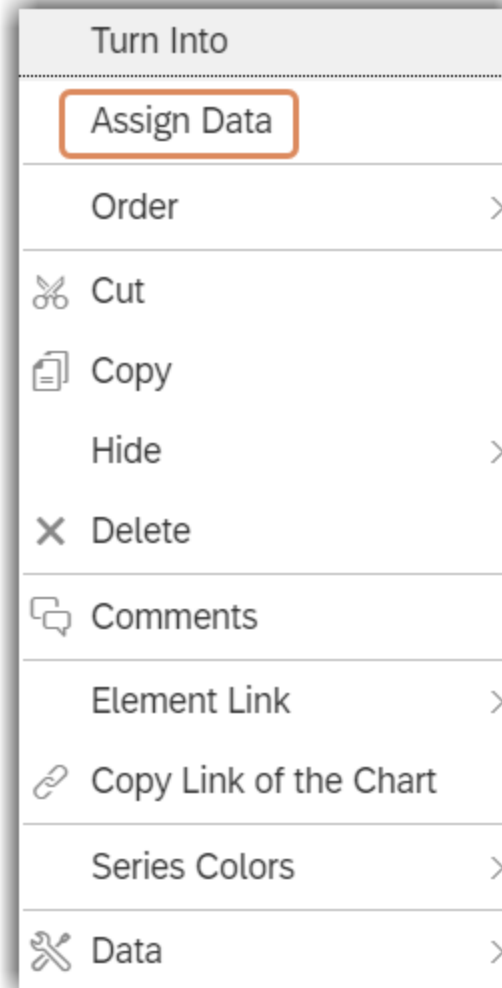 Turn Into
Assign Data
Order
Cut
Copy
Hide
Delete
Comments
Element Link
Copy Link of the Chart
Series Colors
Data